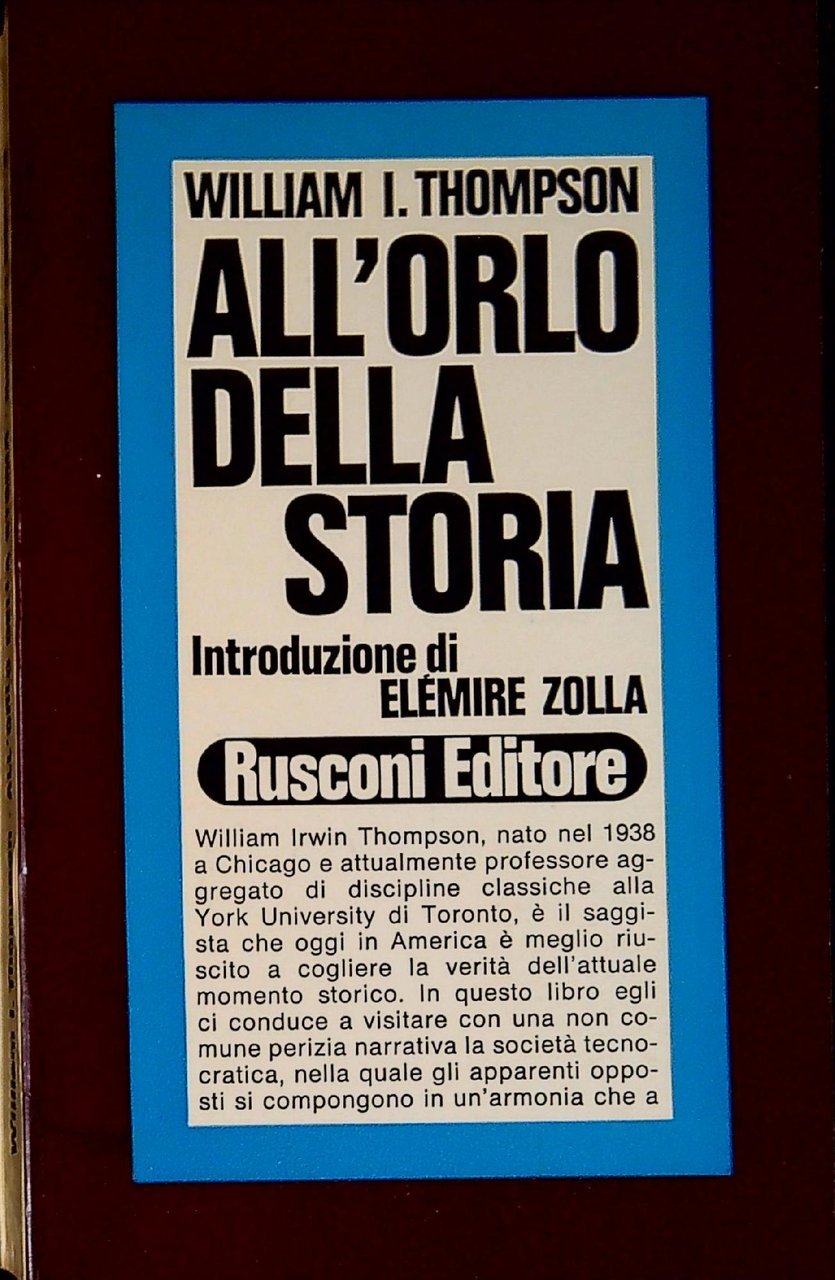 WILLIAM I. THOMPSON
ALL'ORLO
DELLA
STORIA
Introduzione di
ELÉMIRE ZOLLA
Rusconi Editore
William Irwin Thompson, nato nel 1938
a Chicago e attualmente professore ag-
gregato di discipline classiche alla
York University di Toronto, è il saggi-
sta che oggi in America è meglio riu-
scito a cogliere la verità dell'attuale
momento storico. In questo libro egli
ci conduce a visitare con una non co-
mune perizia narrativa la società tecno-
cratica, nella quale gli apparenti oppo-
sti si compongono in un'armonia che a